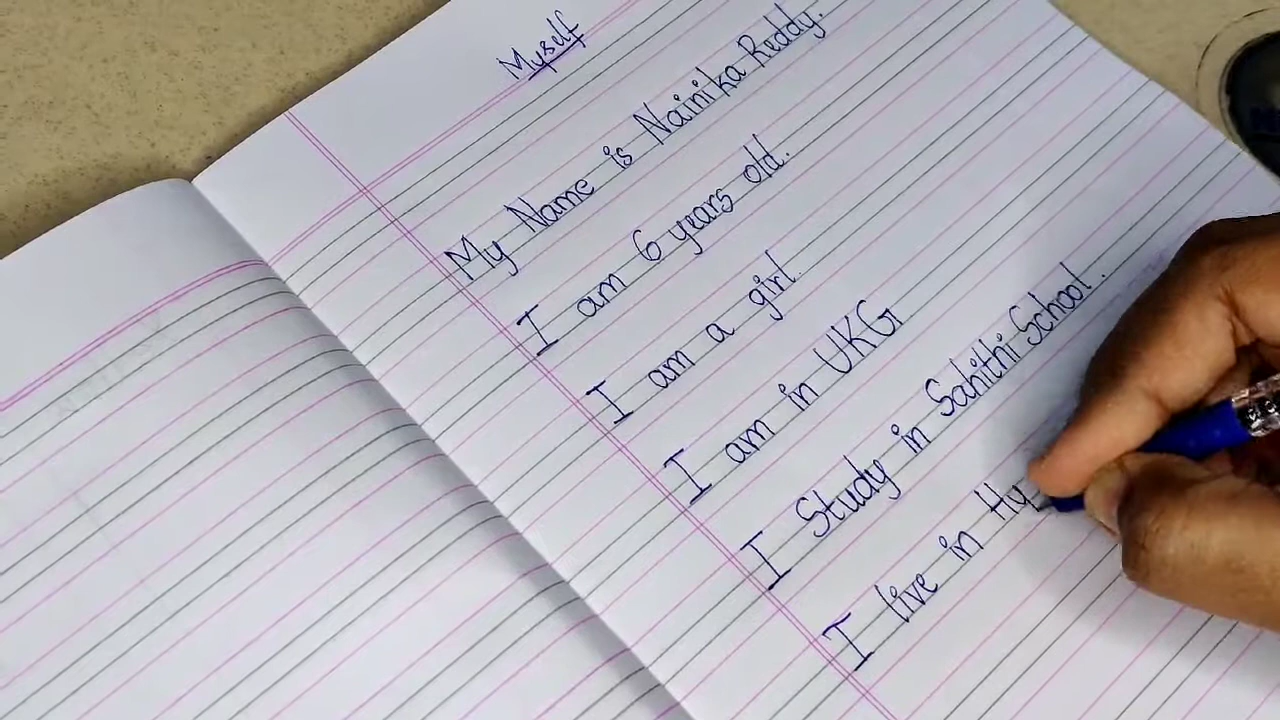 Myself
My Name is Nainika Reddy.
I am 6 years old.
I am a girl.
I am in UKG
I Study in Sahithi School.
I live in Hy